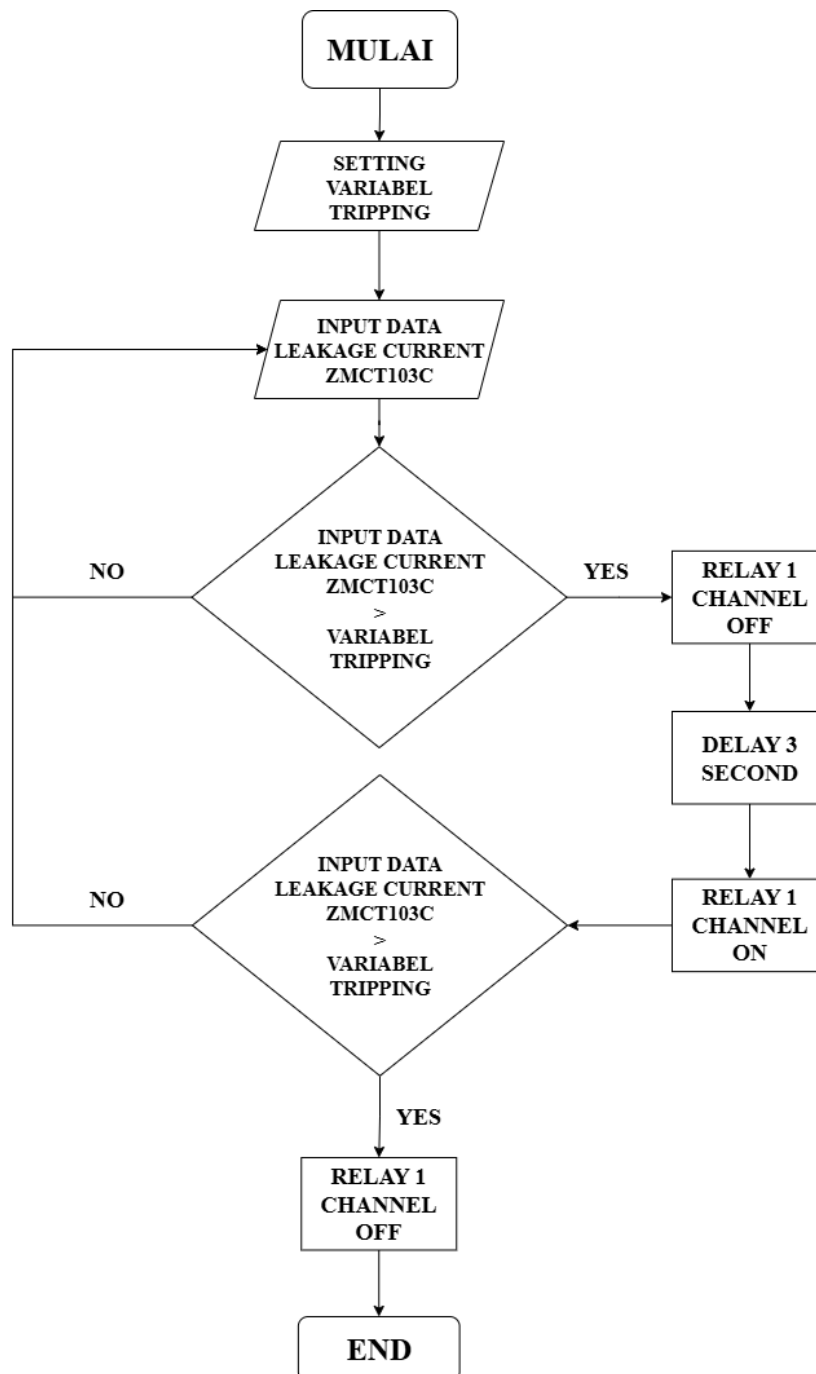 MULAI
SETTING
VARIABEL
TRIPPING
INPUT DATA
LEAKAGE CURRENT
ZMCT103C
INPUT DATA
LEAKAGE CURRENT
ZMCT103C
>
VARIABEL
TRIPPING
NO
YES
RELAY 1
CHANNEL
OFF
DELAY 3
SECOND
RELAY 1
CHANNEL
ON
INPUT DATA
LEAKAGE CURRENT
ZMCT103C
>
VARIABEL
TRIPPING
NO
YES
RELAY 1
CHANNEL
OFF
END